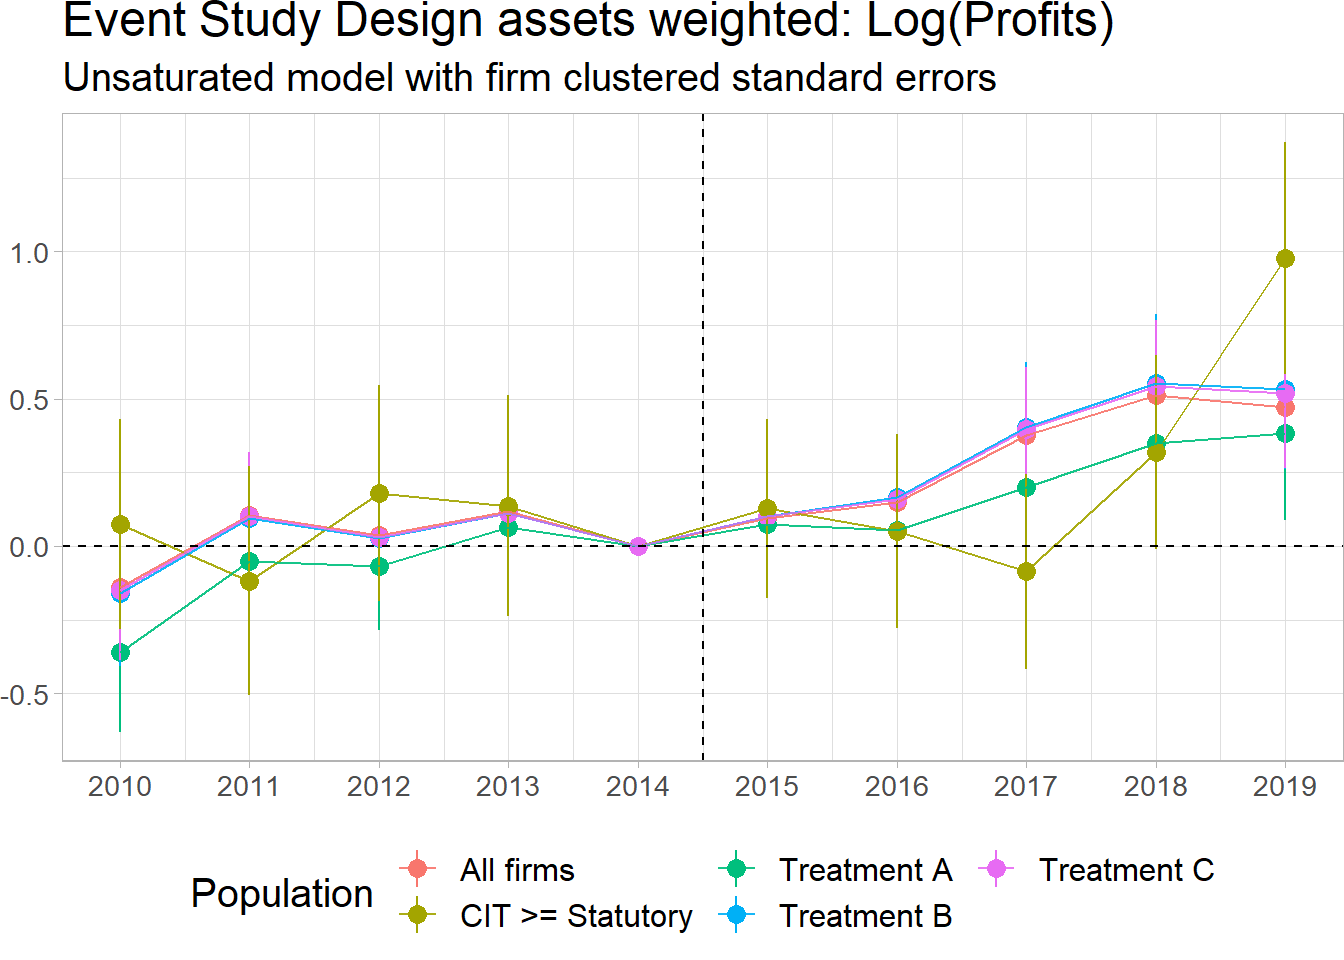 Event Study Design assets weighted: Log(Profits)
Unsaturated model with firm clustered standard errors
1.0
0.5
0.0
-0.5
2010 2011 2012 2013 2014 2015 2016 2017 2018 2019
Population
All firms
CIT >= Statutory
Treatment A
Treatment B
Treatment C